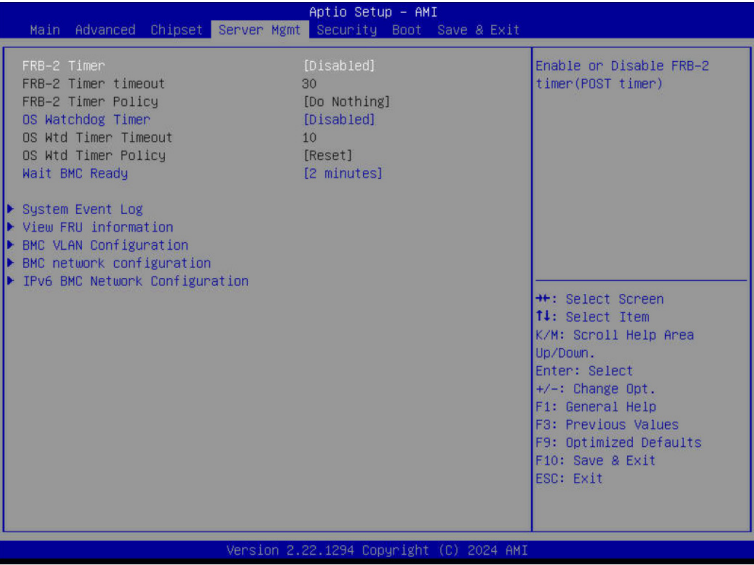 Aptio Setup – AMI
Main Advanced Chipset Server Mgmt Security Boot Save & Exit
FRB-2 Timer [Disabled]
FRB-2 Timer timeout 30
FRB-2 Timer Policy [Do Nothing]
OS Watchdog Timer [Disabled]
OS Wtd Timer Timeout 10
OS Wtd Timer Policy [Reset]
Wait BMC Ready [2 minutes]
▶ System Event Log
▶ View FRU information
▶ BMC VLAN Configuration
▶ BMC network configuration
▶ IPv6 BMC Network Configuration
Enable or Disable FRB-2
timer(POST timer)
→←: Select Screen
↑↓: Select Item
K/M: Scroll Help Area
Up/Down.
Enter: Select
+/-: Change Opt.
F1: General Help
F3: Previous Values
F9: Optimized Defaults
F10: Save & Exit
ESC: Exit
Version 2.22.1294 Copyright (C) 2024 AMI